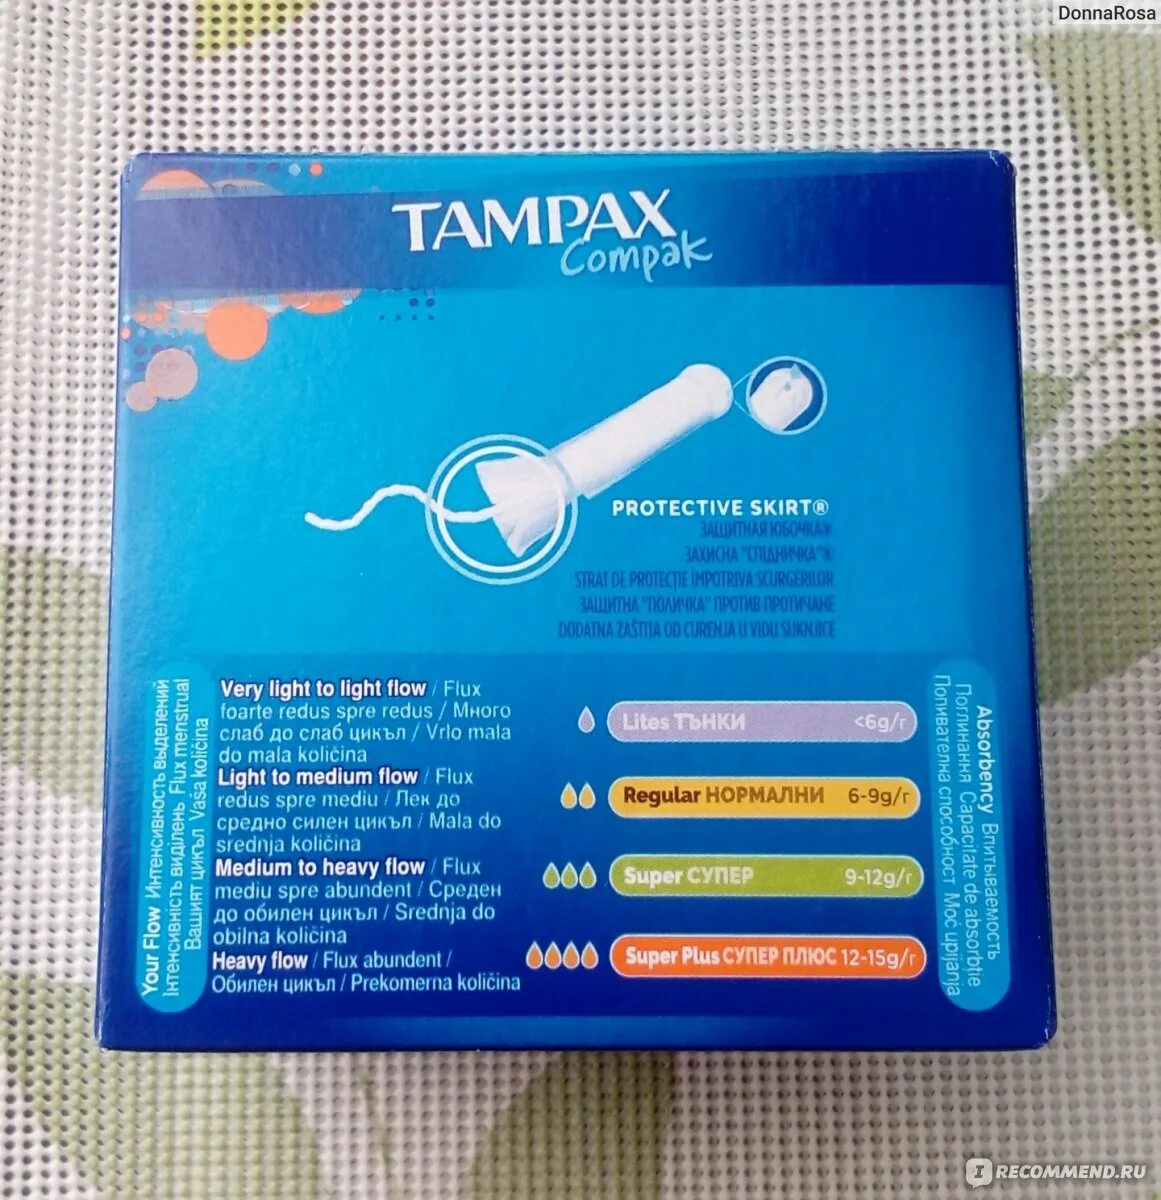 DonnaRosa
TAMPAX
Compak
PROTECTIVE SKIRT®
ЗАЩИТНАЯ ЮБОЧКА®
ЗАХИСНА "СПІДНИЧКА"®
STRAT DE PROTECȚIE ÎMPOTRIVA SCURGERILOR
ЗАЩИТНА "ПОЛИЧКА" ПРОТИВ ПРОТИЧАНЕ
DODATNA ZAŠTITA OD CURENJA U VIDU SUKNJICE
Your Flow Интенсивность выделений
Інтенсивність виділень Flux menstrual
Вашият цикъл Vaša količina
Very light to light flow / Flux
foarte redus spre redus / Много
слаб до слаб цикъл / Vrlo mala
do mala količina
Lites ТЪНКИ <6g/г
Light to medium flow / Flux
redus spre mediu / Лек до
средно силен цикъл / Mala do
srednja količina
Regular НОРМАЛНИ 6-9g/г
Medium to heavy flow / Flux
mediu spre abundent / Среден
до обилен цикъл / Srednja do
obilna količina
Super СУПЕР 9-12g/г
Heavy flow / Flux abundent /
Обилен цикъл / Prekomerna količina
Super Plus СУПЕР ПЛЮС 12-15g/г
Absorbency Впитываемость
Поглинання Capacitate de absorbție
Попивателна способност Moć upijanja
IRECOMMEND.RU